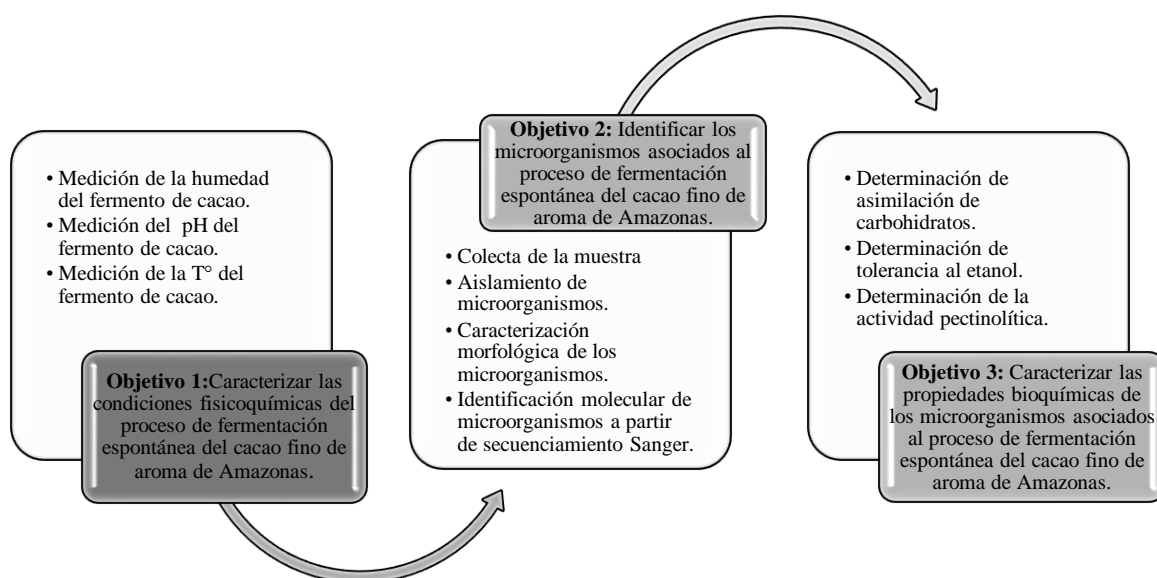 • Medición de la humedad
del fermento de cacao.
• Medición del pH del
fermento de cacao.
• Medición de la T° del
fermento de cacao.
Objetivo 1:Caracterizar las
condiciones fisicoquímicas del
proceso de fermentación
espontánea del cacao fino de
aroma de Amazonas.
Objetivo 2: Identificar los
microorganismos asociados al
proceso de fermentación
espontánea del cacao fino de
aroma de Amazonas.
• Colecta de la muestra
• Aislamiento de
microorganismos.
• Caracterización
morfológica de los
microorganismos.
• Identificación molecular de
microorganismos a partir
de secuenciamiento Sanger.
• Determinación de
asimilación de
carbohidratos.
• Determinación de
tolerancia al etanol.
• Determinación de la
actividad pectinolítica.
Objetivo 3: Caracterizar las
propiedades bioquímicas de
los microorganismos asociados
al proceso de fermentación
espontánea del cacao fino de
aroma de Amazonas.